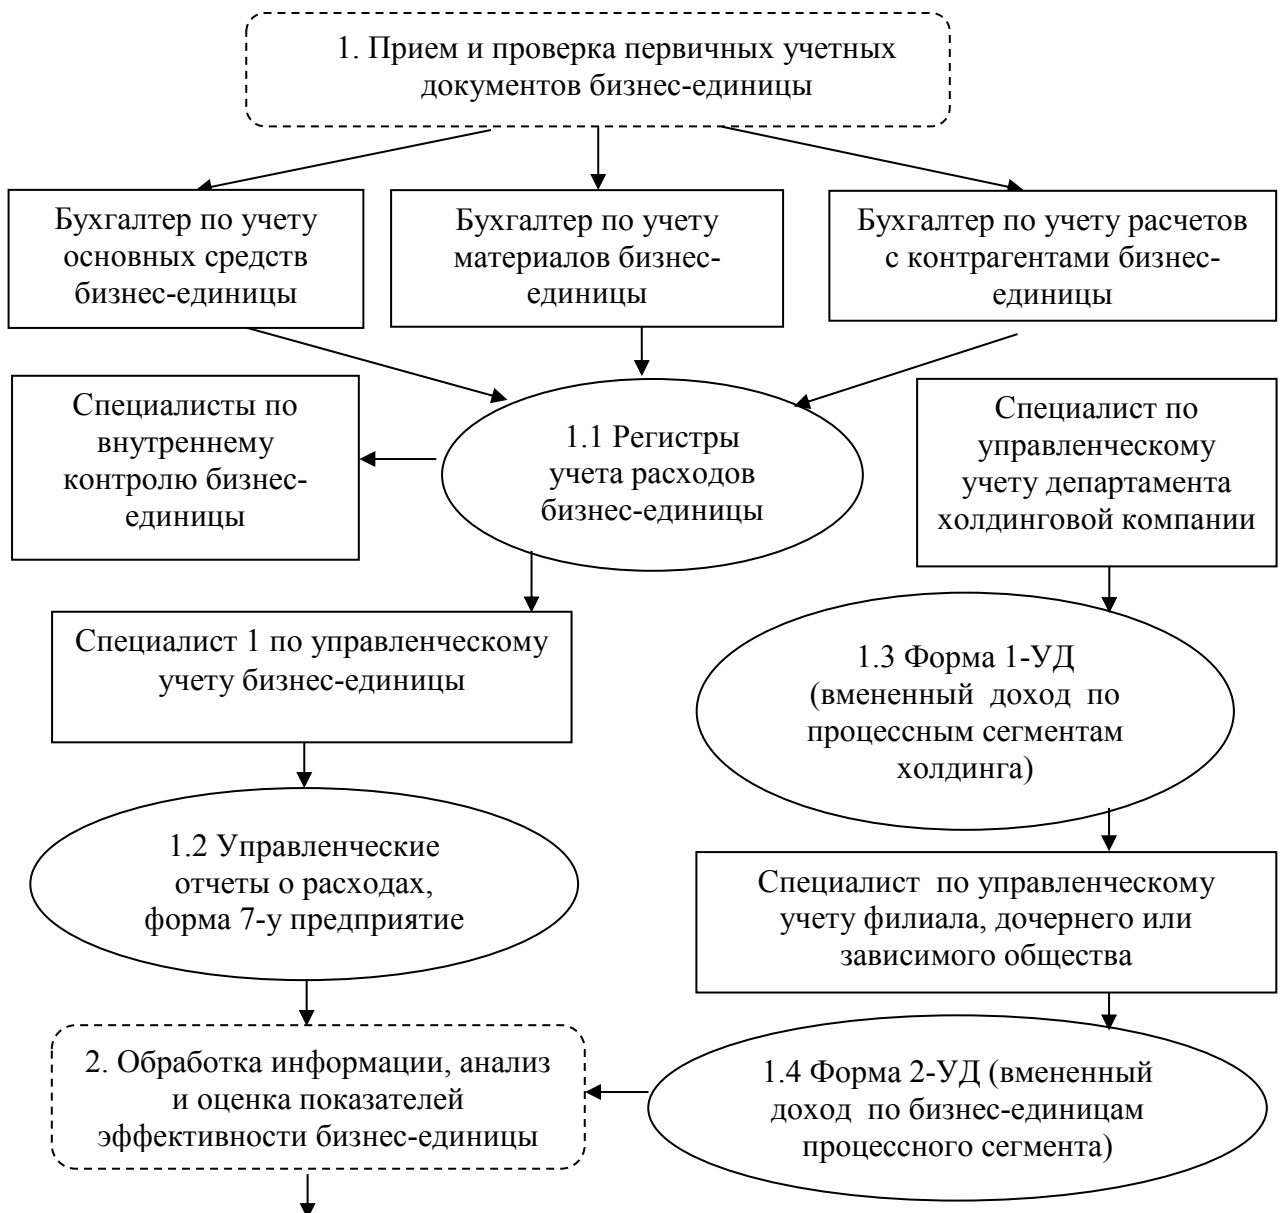 1. Прием и проверка первичных учетных
документов бизнес-единицы
Бухгалтер по учету
основных средств
бизнес-единицы
Бухгалтер по учету
материалов бизнес-
единицы
Бухгалтер по учету расчетов
с контрагентами бизнес-
единицы
Специалисты по
внутреннему
контролю бизнес-
единицы
1.1 Регистры
учета расходов
бизнес-единицы
Специалист по
управленческому
учету департамента
холдинговой компании
Специалист 1 по управленческому
учету бизнес-единицы
1.3 Форма 1-УД
(вмененный доход по
процессным сегментам
холдинга)
1.2 Управленческие
отчеты о расходах,
форма 7-у предприятие
Специалист по управленческому
учету филиала, дочернего или
зависимого общества
2. Обработка информации, анализ
и оценка показателей
эффективности бизнес-единицы
1.4 Форма 2-УД (вмененный
доход по бизнес-единицам
процессного сегмента)